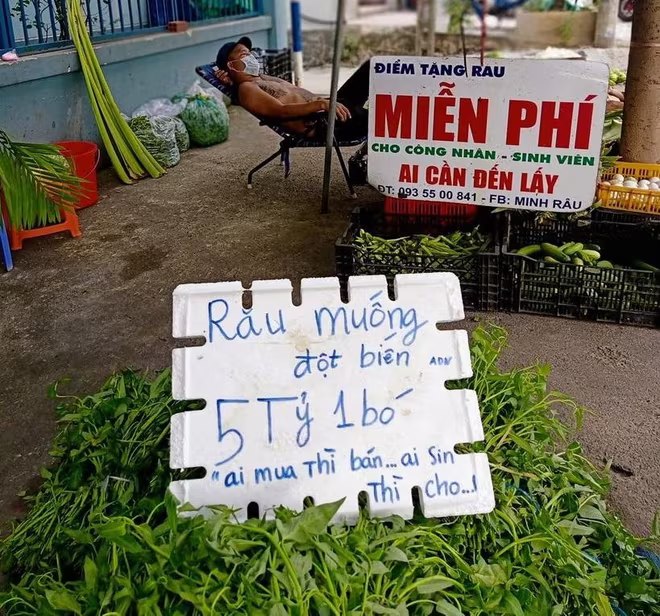 ĐIỂM TẶNG RAU
MIỄN PHÍ
CHO CÔNG NHÂN - SINH VIÊN
AI CẦN ĐẾN LẤY
ĐT: 093 55 00 841 - FB: MINH RÂU
Rău muống
đột biến ADN
5 Tỷ 1 bó
"ai mua Thì bán... ai Sin
Thì cho...!